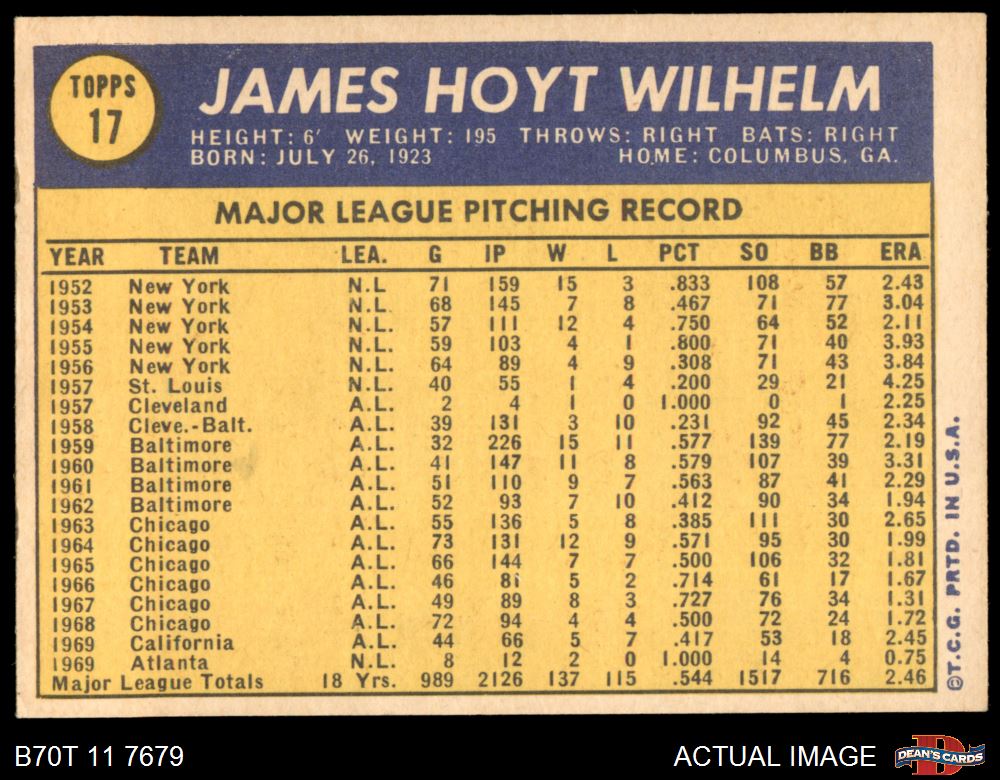 TOPPS
17
JAMES HOYT WILHELM
HEIGHT: 6' WEIGHT: 195 THROWS: RIGHT BATS: RIGHT
BORN: JULY 26, 1923 HOME: COLUMBUS, GA.
MAJOR LEAGUE PITCHING RECORD
YEAR TEAM LEA. G IP W L PCT SO BB ERA
1952 New York N.L 71 159 15 3 .833 108 57 2.43
1953 New York N.L. 68 145 7 8 .467 71 77 3.04
1954 New York N.L. 57 111 12 4 .750 64 52 2.11
1955 New York N.L. 59 103 4 1 .800 71 40 3.93
1956 New York N.L. 64 89 4 9 .308 71 43 3.84
1957 St. Louis N.L. 40 55 1 4 .200 29 21 4.25
1957 Cleveland A.L. 2 4 1 0 1.000 0 1 2.25
1958 Cleve.-Balt. A.L. 39 131 3 10 .231 92 45 2.34
1959 Baltimore A.L. 32 226 15 11 .577 139 77 2.19
1960 Baltimore A.L. 41 147 11 8 .579 107 39 3.31
1961 Baltimore A.L. 51 110 9 7 .563 87 41 2.29
1962 Baltimore A.L. 52 93 7 10 .412 90 34 1.94
1963 Chicago A.L. 55 136 5 8 .385 111 30 2.65
1964 Chicago A.L. 73 131 12 9 .571 95 30 1.99
1965 Chicago A.L. 66 144 7 7 .500 106 32 1.81
1966 Chicago A.L. 46 81 5 2 .714 61 17 1.67
1967 Chicago A.L. 49 89 8 3 .727 76 34 1.31
1968 Chicago A.L. 72 94 4 4 .500 72 24 1.72
1969 California A.L. 44 66 5 7 .417 53 18 2.45
1969 Atlanta N.L. 8 12 2 0 1.000 14 4 0.75
Major League Totals 18 Yrs. 989 2126 137 115 .544 1517 716 2.46
©T.C.G. PRTD. IN U.S.A.
B70T 11 7679 ACTUAL IMAGE
D
DEAN'S CARDS